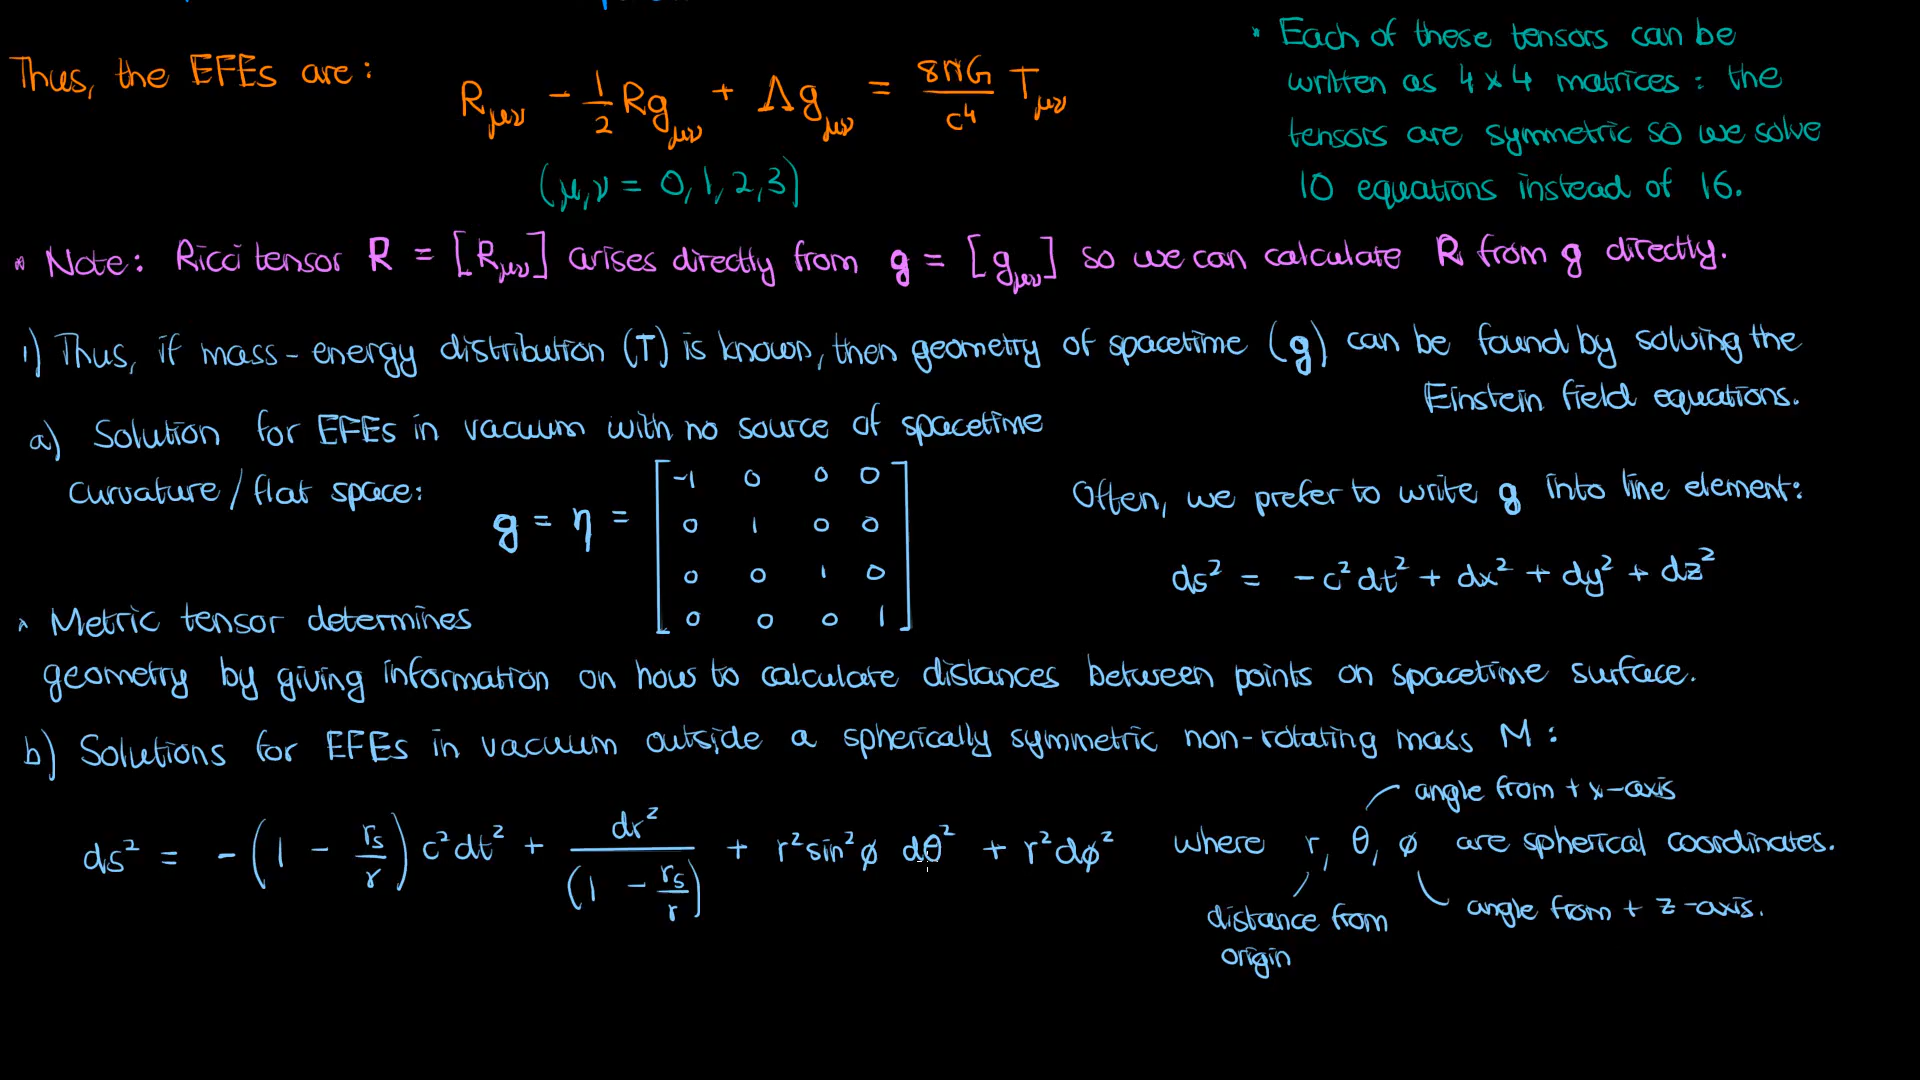 Thus, the EFEs are:
R_μν - 1/2 Rg_μν + Λg_μν = 8πG/c⁴ T_μν
(μ,ν = 0,1,2,3)
* Each of these tensors can be
written as 4×4 matrices: the
tensors are symmetric so we solve
10 equations instead of 16.
* Note: Ricci tensor R = [R_μν] arises directly from g = [g_μν] so we can calculate R from g directly.
1) Thus, if mass-energy distribution (T) is known, then geometry of spacetime (g) can be found by solving the
Einstein field equations.
a) Solution for EFEs in vacuum with no source of spacetime
curvature/flat space:
g = η = [-1 0 0 0
0 1 0 0
0 0 1 0
0 0 0 1]
Often, we prefer to write g into line element:
ds² = -c²dt² + dx² + dy² + dz²
* Metric tensor determines
geometry by giving information on how to calculate distances between points on spacetime surface.
b) Solutions for EFEs in vacuum outside a spherically symmetric non-rotating mass M:
ds² = -(1 - rs/r)c²dt² + dr²/(1 - rs/r) + r²sin²φ dθ² + r²dφ²
where r, θ, φ are spherical coordinates.
angle from +x-axis
distance from
origin
angle from + z-axis.